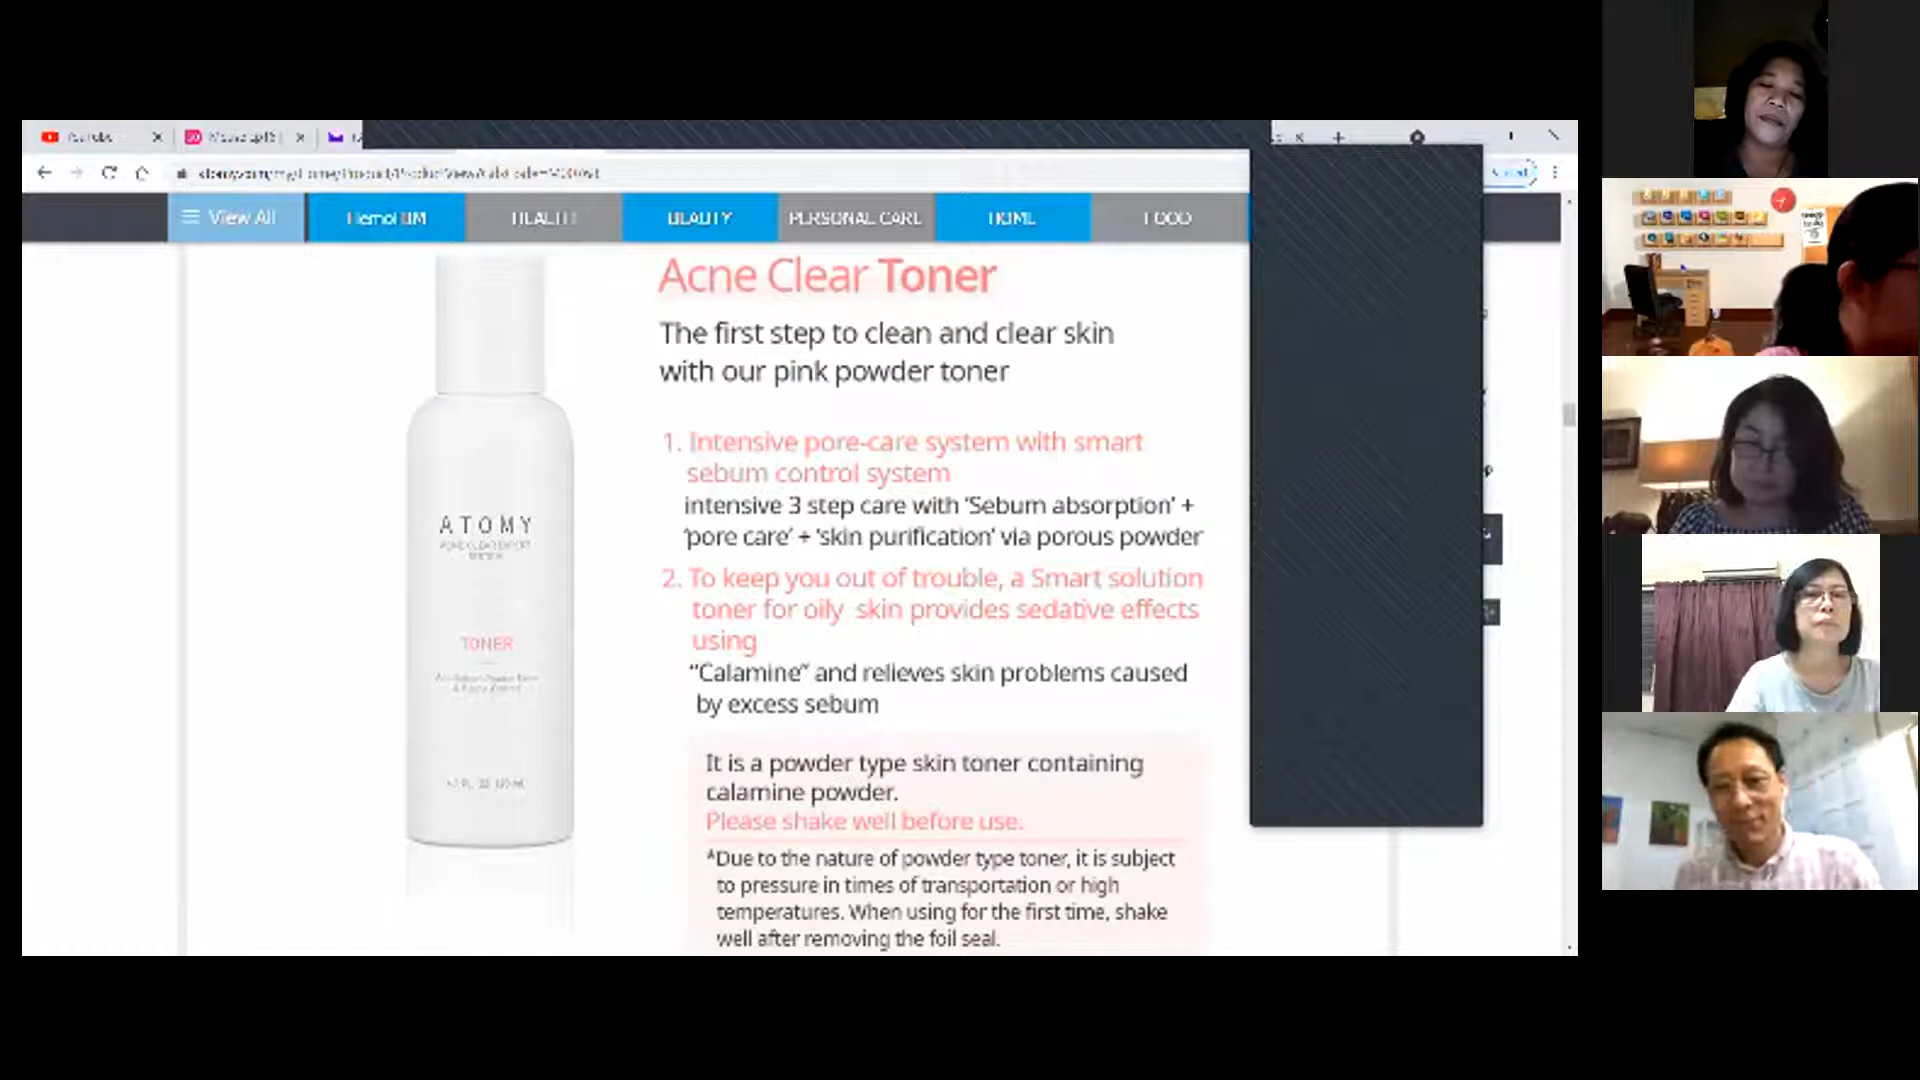 YouTube
View All
HemoHIM
HEALTH
BEAUTY
PERSONAL CARE
HOME
FOOD
Acne Clear Toner
The first step to clean and clear skin
with our pink powder toner
1. Intensive pore-care system with smart
sebum control system
intensive 3 step care with ‘Sebum absorption’ +
‘pore care’ + ‘skin purification’ via porous powder
2. To keep you out of trouble, a Smart solution
toner for oily skin provides sedative effects
using
“Calamine” and relieves skin problems caused
by excess sebum
It is a powder type skin toner containing
calamine powder.
Please shake well before use.
*Due to the nature of powder type toner, it is subject
to pressure in times of transportation or high
temperatures. When using for the first time, shake
well after removing the foil seal.
ATOMY
ACNE CLEAR EXPERT
SYSTEM
TONER